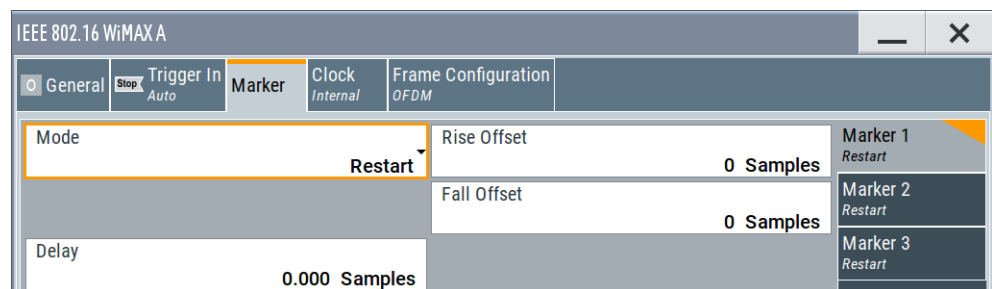 IEEE 802.16 WiMAX A
O General
Stop Trigger In
Auto
Marker
Clock
Internal
Frame Configuration
OFDM
Mode
Restart
Rise Offset
0 Samples
Fall Offset
0 Samples
Delay
0.000 Samples
Marker 1
Restart
Marker 2
Restart
Marker 3
Restart